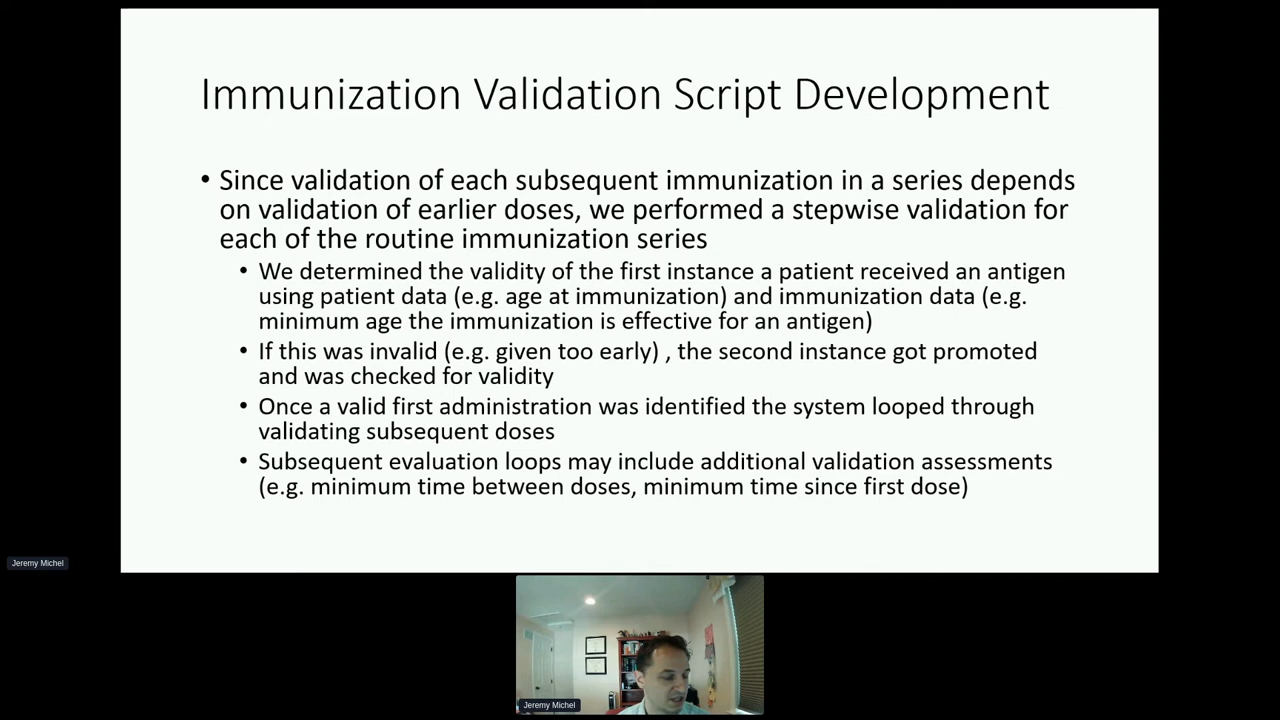 Immunization Validation Script Development
• Since validation of each subsequent immunization in a series depends
on validation of earlier doses, we performed a stepwise validation for
each of the routine immunization series
• We determined the validity of the first instance a patient received an antigen
using patient data (e.g. age at immunization) and immunization data (e.g.
minimum age the immunization is effective for an antigen)
• If this was invalid (e.g. given too early) , the second instance got promoted
and was checked for validity
• Once a valid first administration was identified the system looped through
validating subsequent doses
• Subsequent evaluation loops may include additional validation assessments
(e.g. minimum time between doses, minimum time since first dose)
Jeremy Michel
Jeremy Michel